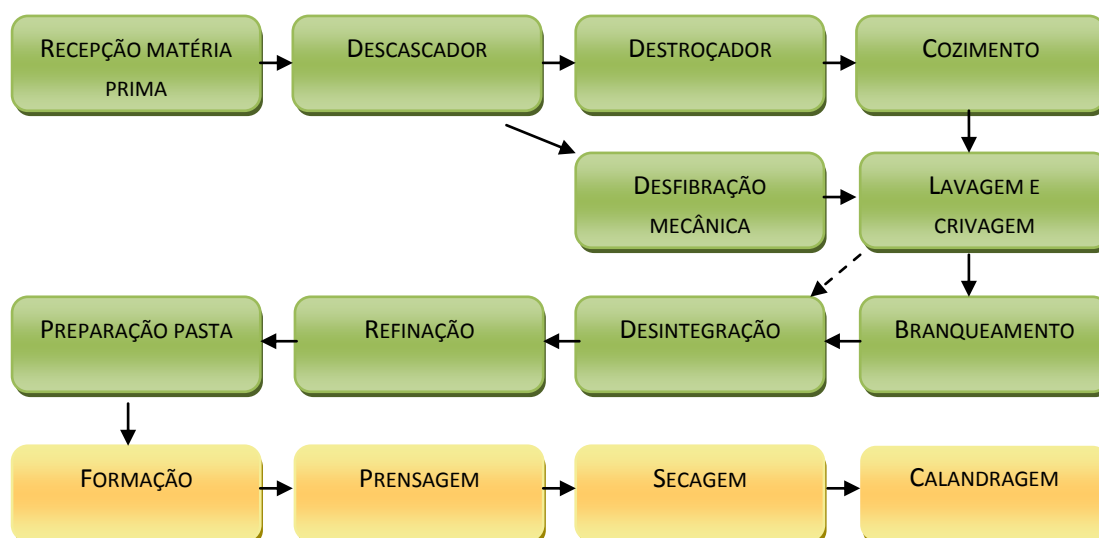 RECEPÇÃO MATÉRIA
PRIMA
DESCASCADOR
DESTROÇADOR
COZIMENTO
DESFIBRAÇÃO
MECÂNICA
LAVAGEM E
CRIVAGEM
PREPARAÇÃO PASTA
REFINAÇÃO
DESINTEGRAÇÃO
BRANQUEAMENTO
FORMAÇÃO
PRENSAGEM
SECAGEM
CALANDRAGEM